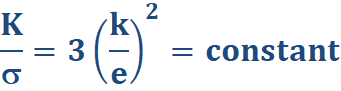 K/σ = 3 (k/e)² = constant